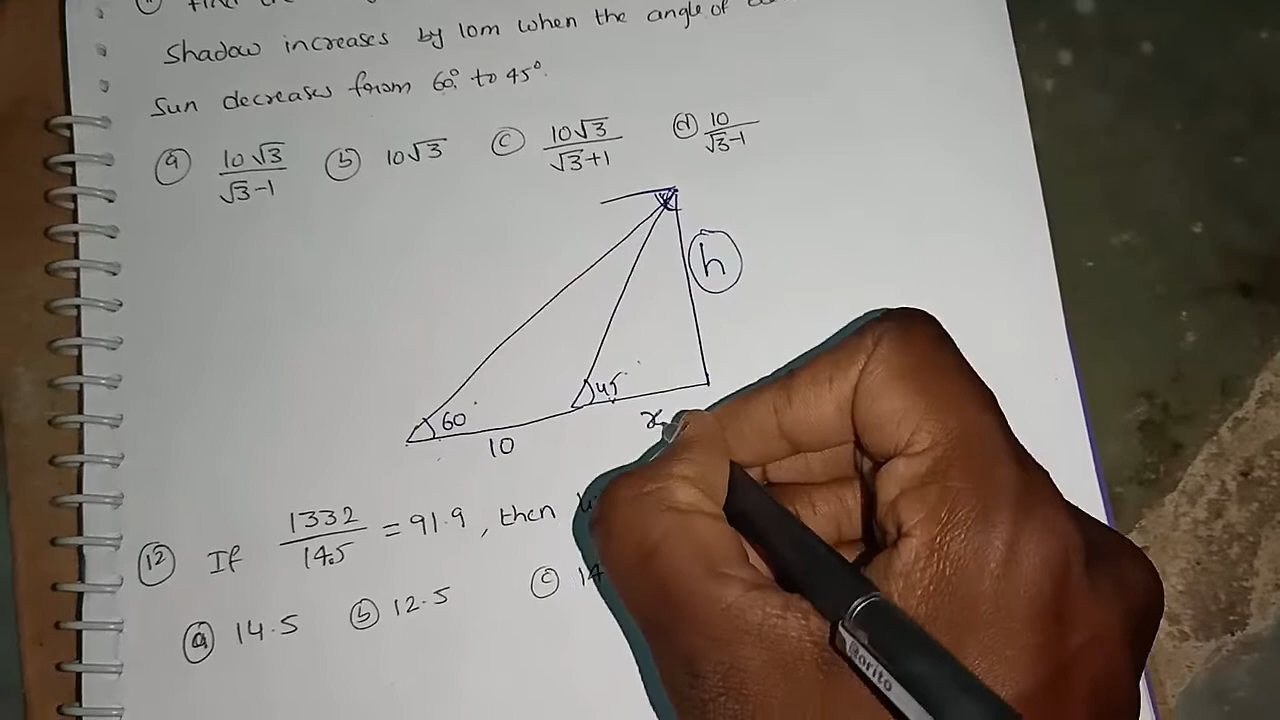 Shadow increases by 10m when the angle of
Sun decreases from 60° to 45°.
ⓐ 10√3/√3-1 ⓑ 10√3 ⓒ 10√3/√3+1 ⓓ 10/√3-1
h
45
60
x
10
⑫ If 1332/14.5 = 91.9, then
ⓐ 14.5 ⓑ 12.5 ⓒ 14